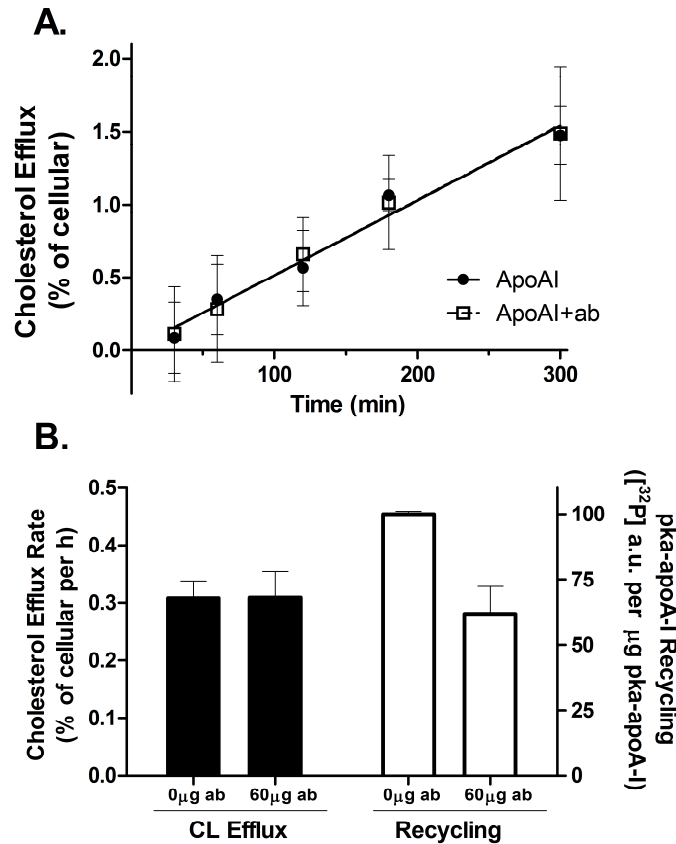 A.
Cholesterol Efflux
(% of cellular)
2.0
1.5
1.0
0.5
0.0
100
200
300
Time (min)
ApoAI
ApoAI+ab
B.
Cholesterol Efflux Rate
(% of cellular per h)
0.5
0.4
0.3
0.2
0.1
0.0
0μg ab
60μg ab
0μg ab
60μg ab
CL Efflux
Recycling
100
75
50
25
0
pka-apoA-I Recycling
([³²P] a.u. per μg pka-apoA-I)